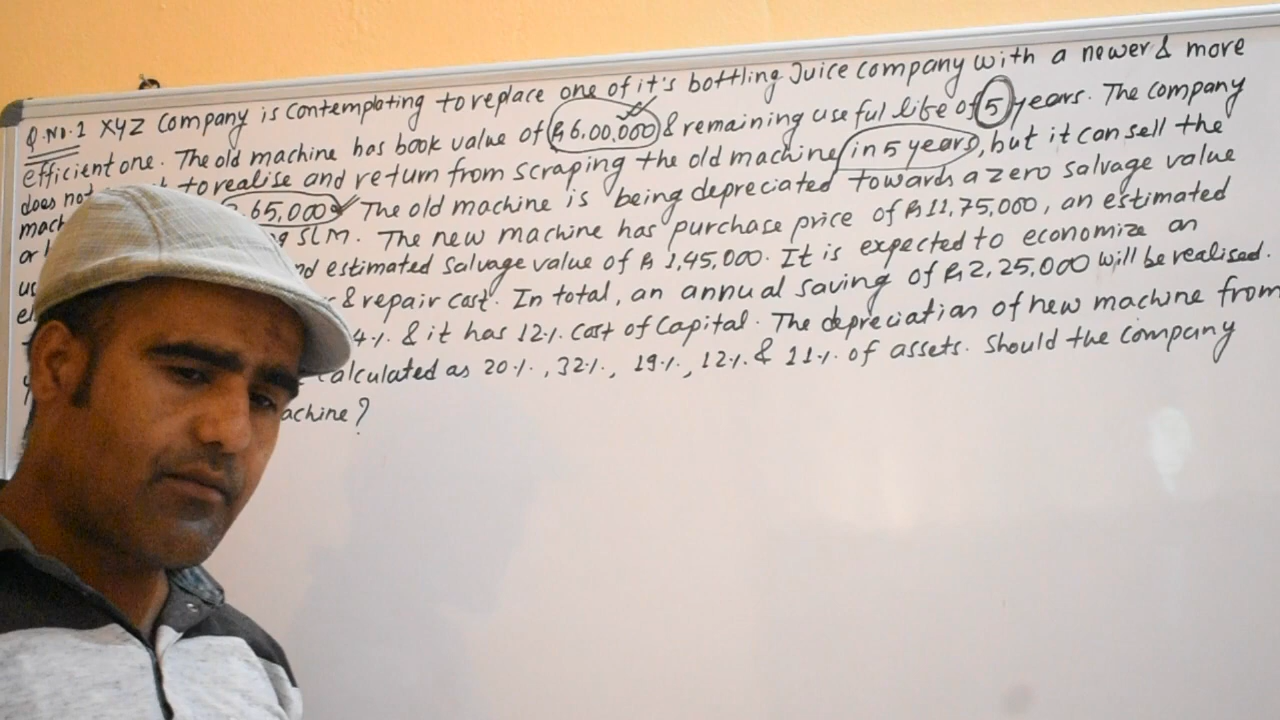 Q.No.1 XYZ Company is contemplating to replace one of it's bottling Juice company with a newer & more
efficient one. The old machine has book value of ₨ 6,00,000 & remaining useful life of 5 years. The company
does not to realise and return from scraping the old machine in 5 years, but it can sell the
mach 65,000 The old machine is being depreciated towards a zero salvage value
or SLM. The new machine has purchase price of ₨ 11,75,000, an estimated
us nd estimated Salvage value of ₨ 1,45,000. It is expected to economize on
el & repair cost. In total, an annual saving of ₨ 2,25,000 will be realised.
4%. & it has 12%. cost of Capital. The depreciation of new machine from
calculated as 20%., 32%., 19%., 12%. & 11%. of assets. Should the company
achine?